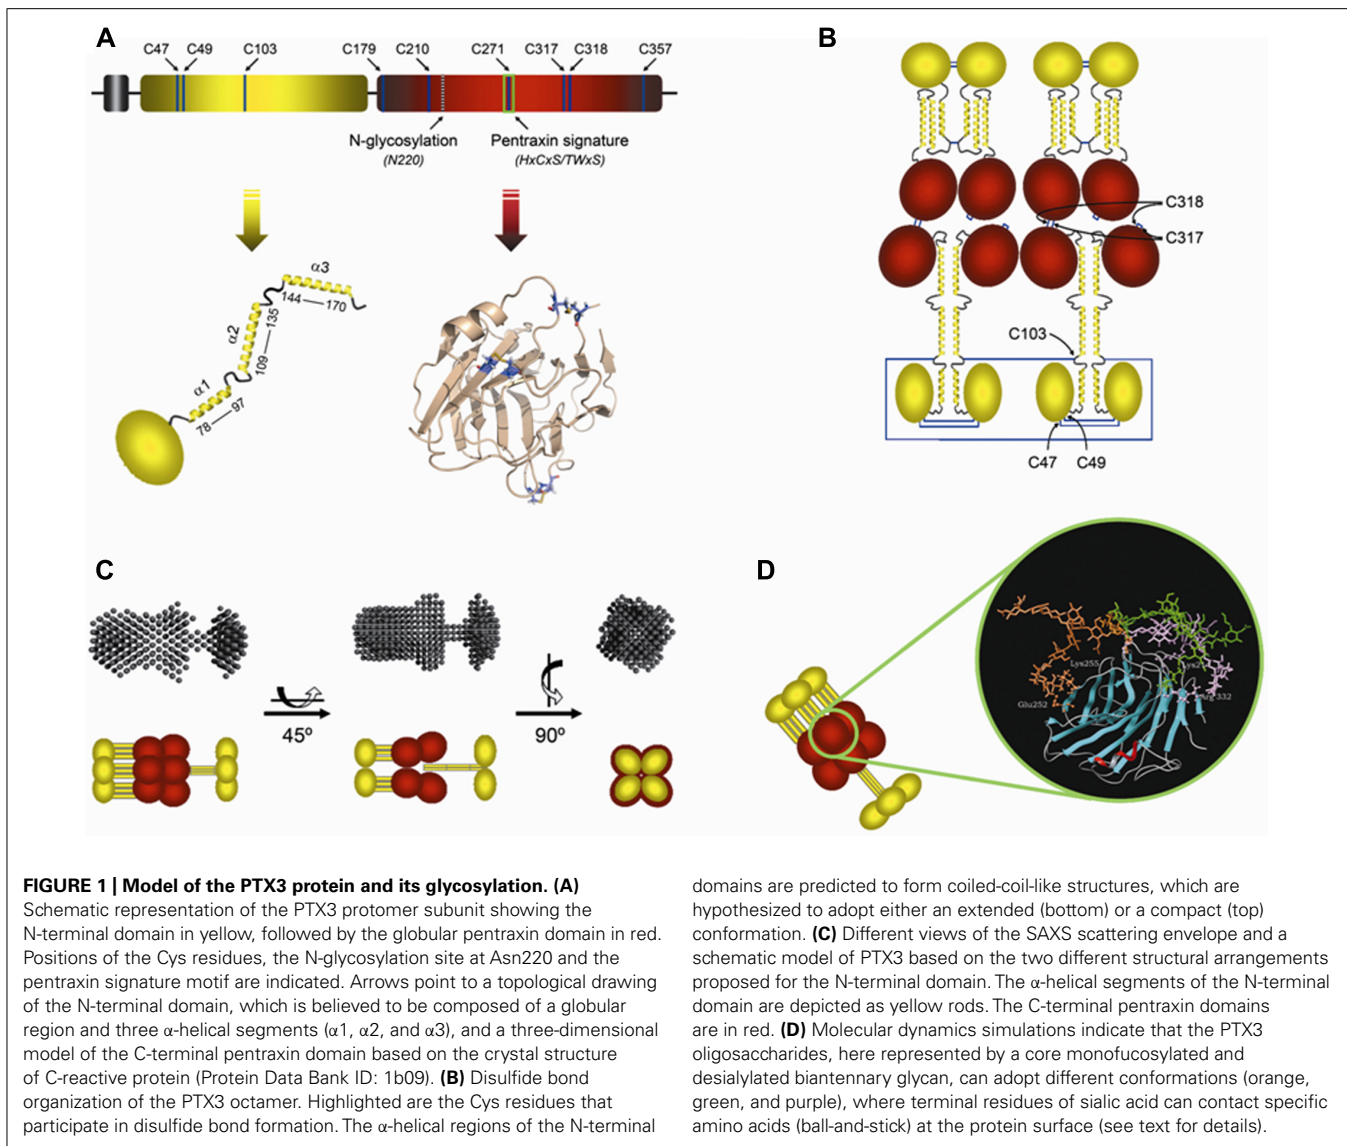 A
C47
C49
C103
C179
C210
C271
C317
C318
C357
N-glycosylation
(N220)
Pentraxin signature
(HxCxS/TWxS)
α1
78 — 97
α2
109 — 135
α3
144 — 170
B
C318
C317
C103
C47
C49
C
45º
90º
D
Lys255
Glu252
FIGURE 1 | Model of the PTX3 protein and its glycosylation. (A)
Schematic representation of the PTX3 protomer subunit showing the
N-terminal domain in yellow, followed by the globular pentraxin domain in red.
Positions of the Cys residues, the N-glycosylation site at Asn220 and the
pentraxin signature motif are indicated. Arrows point to a topological drawing
of the N-terminal domain, which is believed to be composed of a globular
region and three α-helical segments (α1, α2, and α3), and a three-dimensional
model of the C-terminal pentraxin domain based on the crystal structure
of C-reactive protein (Protein Data Bank ID: 1b09). (B) Disulfide bond
organization of the PTX3 octamer. Highlighted are the Cys residues that
participate in disulfide bond formation. The α-helical regions of the N-terminal
domains are predicted to form coiled-coil-like structures, which are
hypothesized to adopt either an extended (bottom) or a compact (top)
conformation. (C) Different views of the SAXS scattering envelope and a
schematic model of PTX3 based on the two different structural arrangements
proposed for the N-terminal domain. The α-helical segments of the N-terminal
domain are depicted as yellow rods. The C-terminal pentraxin domains
are in red. (D) Molecular dynamics simulations indicate that the PTX3
oligosaccharides, here represented by a core monofucosylated and
desialylated biantennary glycan, can adopt different conformations (orange,
green, and purple), where terminal residues of sialic acid can contact specific
amino acids (ball-and-stick) at the protein surface (see text for details).